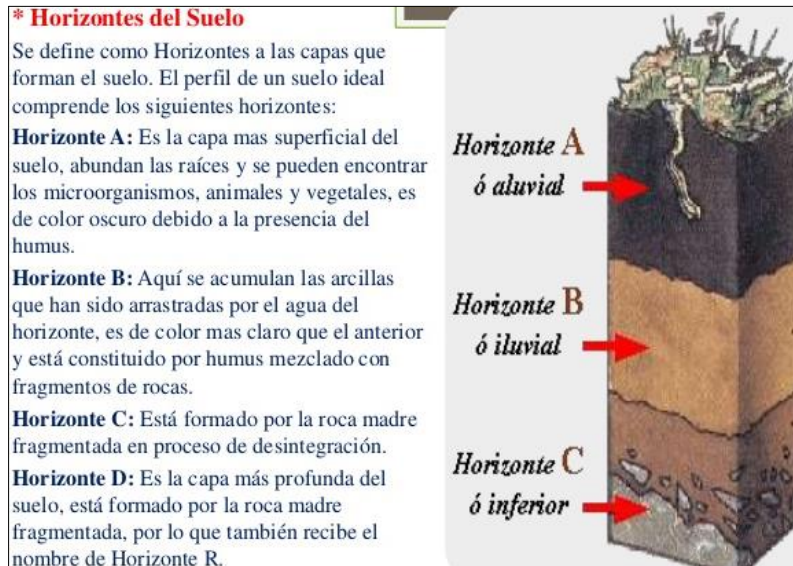 * Horizontes del Suelo
Se define como Horizontes a las capas que
forman el suelo. El perfil de un suelo ideal
comprende los siguientes horizontes:
Horizonte A: Es la capa mas superficial del
suelo, abundan las raíces y se pueden encontrar
los microorganismos, animales y vegetales, es
de color oscuro debido a la presencia del
humus.
Horizonte B: Aquí se acumulan las arcillas
que han sido arrastradas por el agua del
horizonte, es de color mas claro que el anterior
y está constituido por humus mezclado con
fragmentos de rocas.
Horizonte C: Está formado por la roca madre
fragmentada en proceso de desintegración.
Horizonte D: Es la capa más profunda del
suelo, está formado por la roca madre
fragmentada, por lo que también recibe el
nombre de Horizonte R.
Horizonte A
ó aluvial
Horizonte B
ó iluvial
Horizonte C
ó inferior